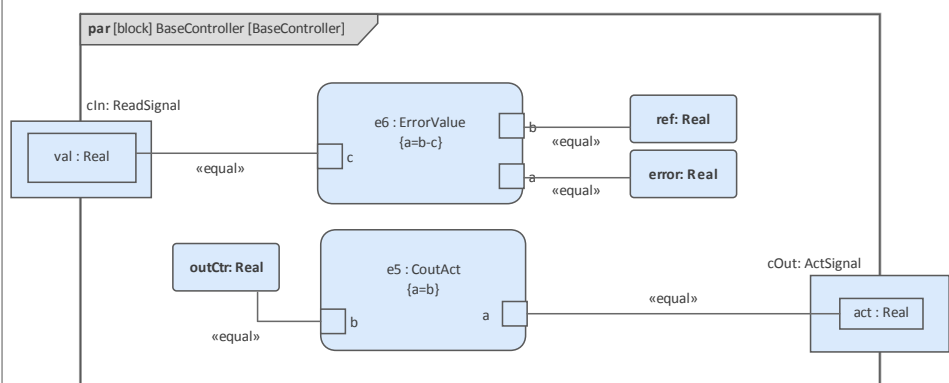 par [block] BaseController [BaseController]
cIn: ReadSignal
val : Real
«equal»
e6 : ErrorValue
{a=b-c}
c
b
«equal»
a
«equal»
ref: Real
error: Real
outCtr: Real
«equal»
e5 : CoutAct
{a=b}
b
a
«equal»
cOut: ActSignal
act : Real